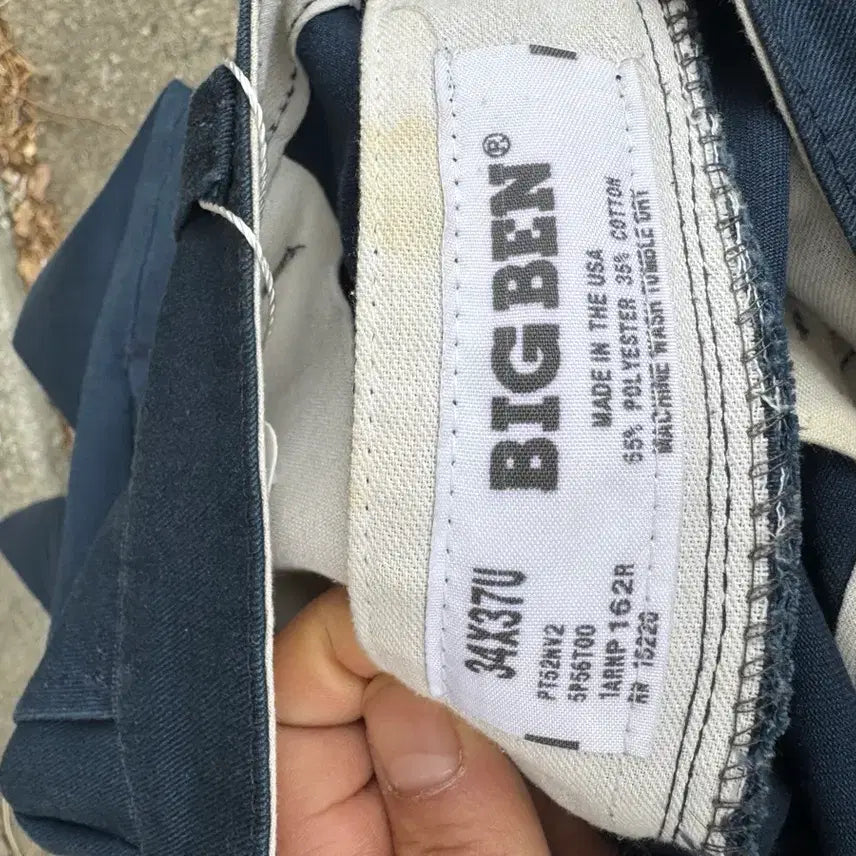 BIG BEN®
MADE IN THE USA
65% POLYESTER 35% COTTON
MACHINE WASH TUMBLE DRY
34X37U
PT52NV2
5P56T00
1ARNP 162R
RN 15220